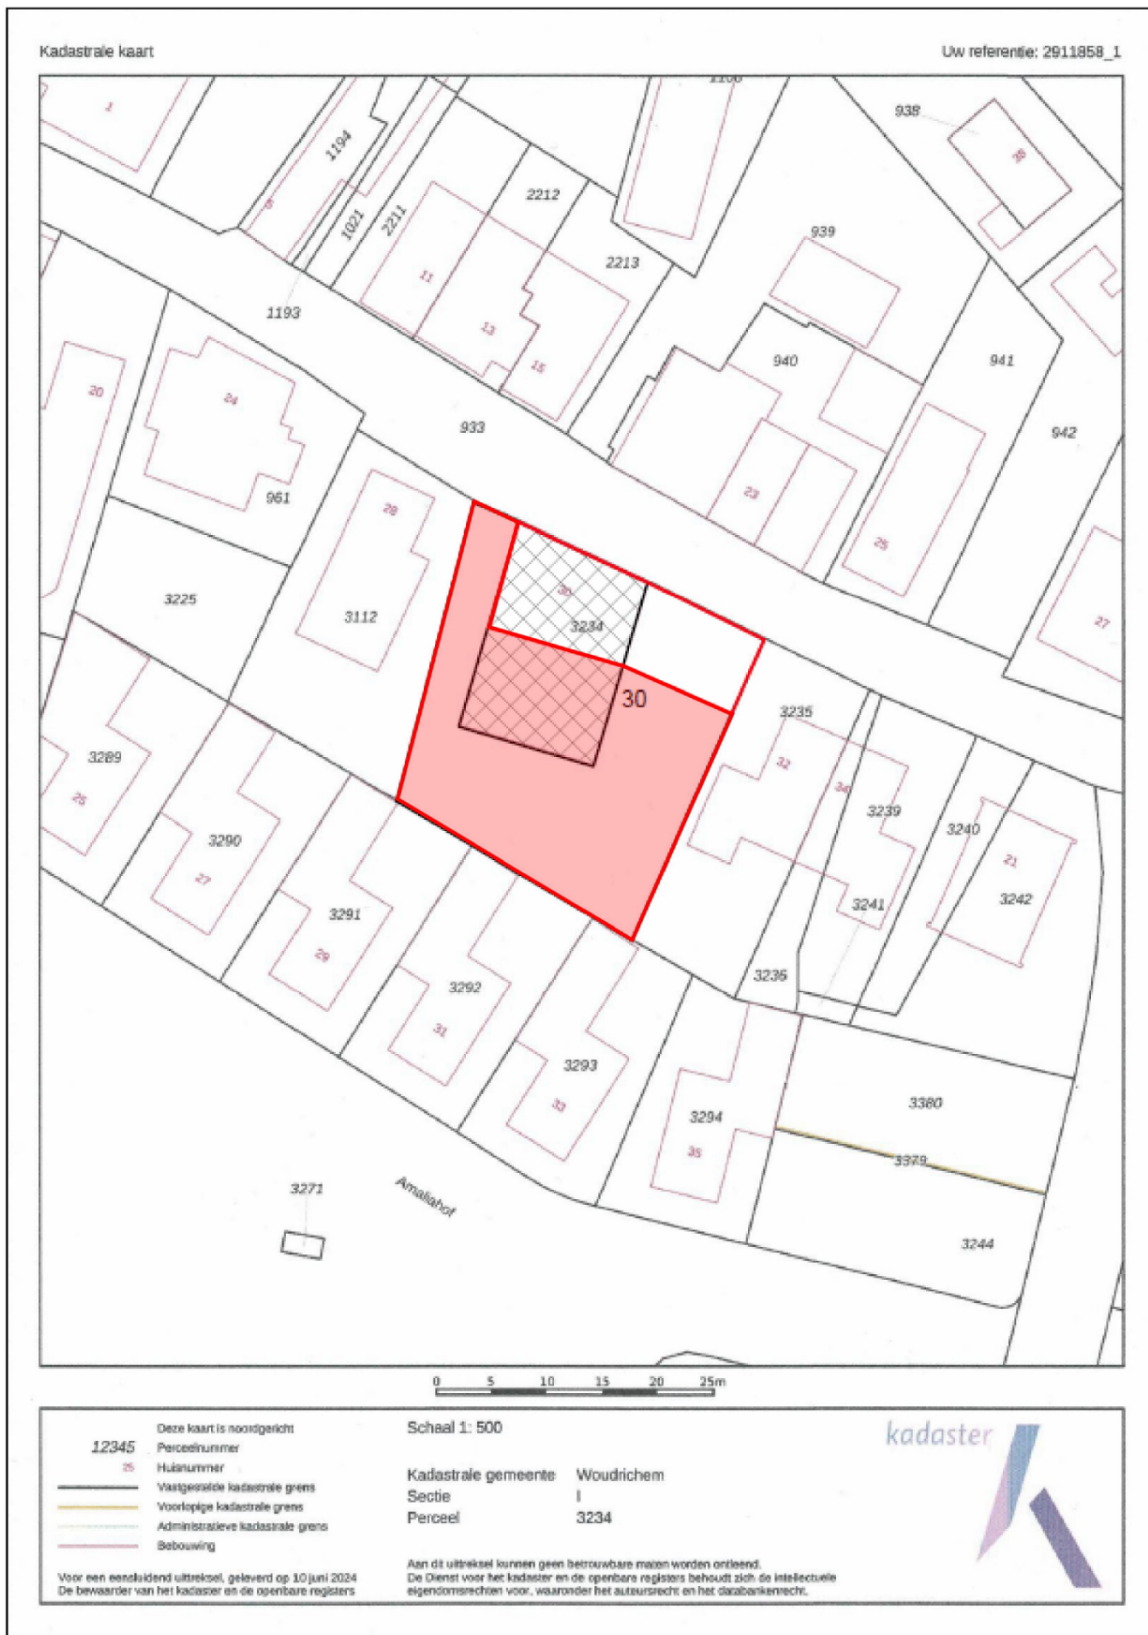 Kadastrale kaart
Uw referentie: 2911858_1
1
1194
5
1021
2211
2212
2213
938
38
939
11
13
15
1193
940
941
942
20
24
933
23
25
961
28
27
3225
3112
30
3234
30
3235
32
34
3239
3240
21
3242
3241
3289
25
3290
27
3291
29
3292
31
3236
3293
33
3294
35
3380
3379
3244
3271
Amaliahof
0 5 10 15 20 25m
Deze kaart is noordgericht
12345 Perceelnummer
25 Huisnummer
Vastgestelde kadastrale grens
Voorlopige kadastrale grens
Administratieve kadastrale grens
Bebouwing
Voor een eensluidend uittreksel, geleverd op 10 juni 2024
De bewaarder van het kadaster en de openbare registers
Schaal 1: 500
Kadastrale gemeente Woudrichem
Sectie I
Perceel 3234
Aan dit uittreksel kunnen geen betrouwbare maten worden ontleend.
De Dienst voor het kadaster en de openbare registers behoudt zich de intellectuele
eigendomsrechten voor, waaronder het auteursrecht en het databankenrecht.
kadaster